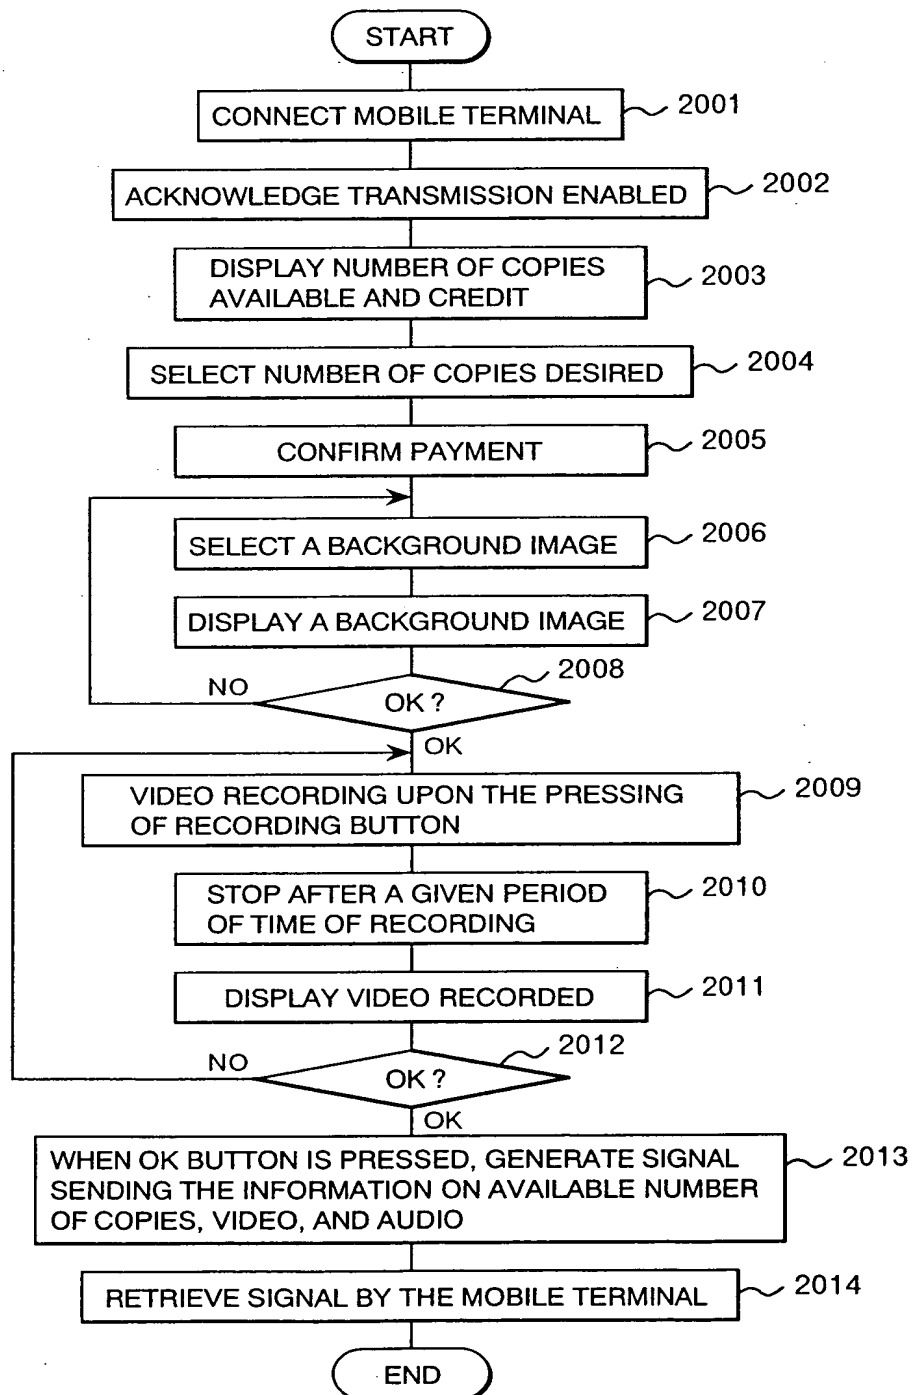 START
CONNECT MOBILE TERMINAL
2001
ACKNOWLEDGE TRANSMISSION ENABLED
2002
DISPLAY NUMBER OF COPIES
AVAILABLE AND CREDIT
2003
SELECT NUMBER OF COPIES DESIRED
2004
CONFIRM PAYMENT
2005
SELECT A BACKGROUND IMAGE
2006
DISPLAY A BACKGROUND IMAGE
2007
2008
NO
OK ?
OK
VIDEO RECORDING UPON THE PRESSING
OF RECORDING BUTTON
2009
STOP AFTER A GIVEN PERIOD
OF TIME OF RECORDING
2010
DISPLAY VIDEO RECORDED
2011
2012
NO
OK ?
OK
WHEN OK BUTTON IS PRESSED, GENERATE SIGNAL
SENDING THE INFORMATION ON AVAILABLE NUMBER
OF COPIES, VIDEO, AND AUDIO
2013
RETRIEVE SIGNAL BY THE MOBILE TERMINAL
2014
END